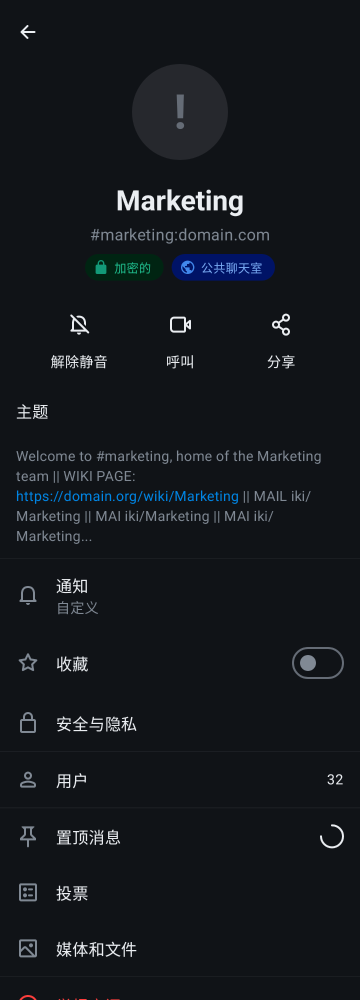 Marketing
#marketing:domain.com
加密的 公共聊天室
解除静音 呼叫 分享
主题
Welcome to #marketing, home of the Marketing
team || WIKI PAGE:
https://domain.org/wiki/Marketing || MAIL iki/
Marketing || MAI iki/Marketing || MAI iki/
Marketing...
通知
自定义
收藏
安全与隐私
用户 32
置顶消息
投票
媒体和文件